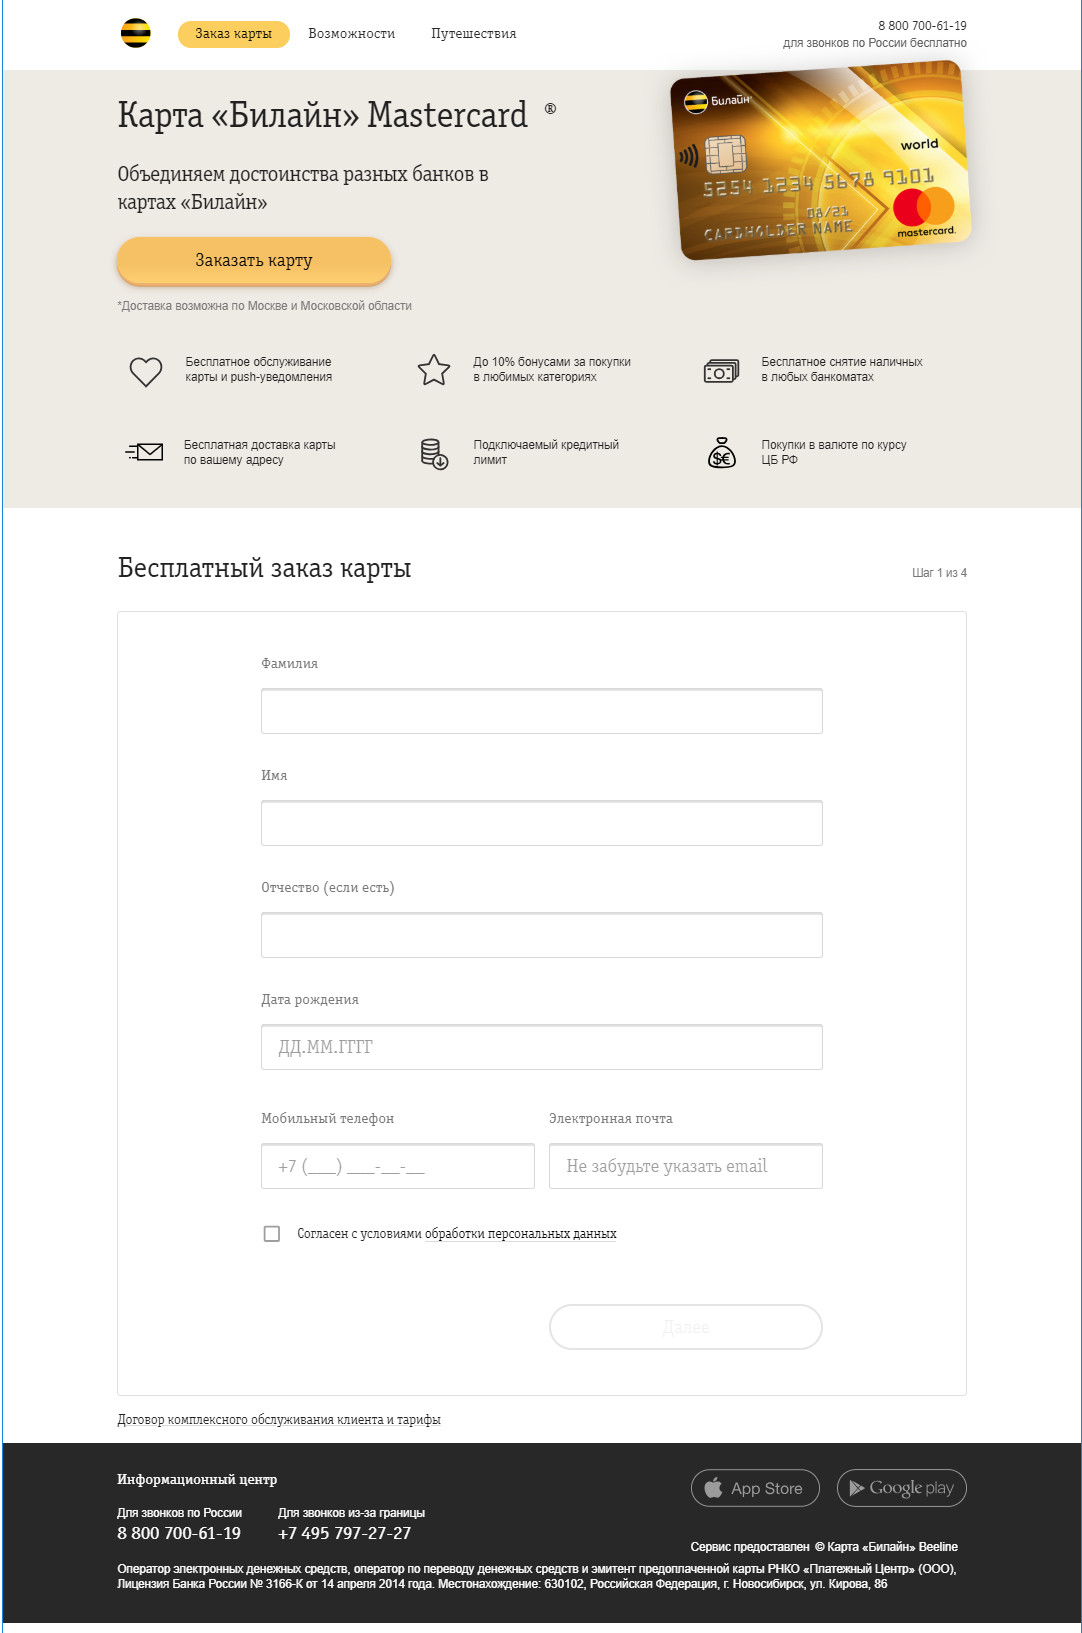 Заказ карты Возможности Путешествия
8 800 700-61-19
для звонков по России бесплатно
Карта «Билайн» Mastercard ®
Объединяем достоинства разных банков в
картах «Билайн»
Заказать карту
*Доставка возможна по Москве и Московской области
Билайн®
world
5254 1234 5678 9101
08/21
CARDHOLDER NAME
mastercard.
Бесплатное обслуживание
карты и push-уведомления
До 10% бонусами за покупки
в любимых категориях
Бесплатное снятие наличных
в любых банкоматах
Бесплатная доставка карты
по вашему адресу
Подключаемый кредитный
лимит
$€
Покупки в валюте по курсу
ЦБ РФ
Бесплатный заказ карты
Шаг 1 из 4
Фамилия
Имя
Отчество (если есть)
Дата рождения
ДД.ММ.ГГГГ
Мобильный телефон
+7 (___) ___-__-__
Электронная почта
Не забудьте указать email
Согласен с условиями обработки персональных данных
Далее
Договор комплексного обслуживания клиента и тарифы
Информационный центр
App Store
Google play
Для звонков по России
8 800 700-61-19
Для звонков из-за границы
+7 495 797-27-27
Сервис предоставлен © Карта «Билайн» Beeline
Оператор электронных денежных средств, оператор по переводу денежных средств и эмитент предоплаченной карты РНКО «Платежный Центр» (ООО),
Лицензия Банка России № 3166-К от 14 апреля 2014 года. Местонахождение: 630102, Российская Федерация, г. Новосибирск, ул. Кирова, 86